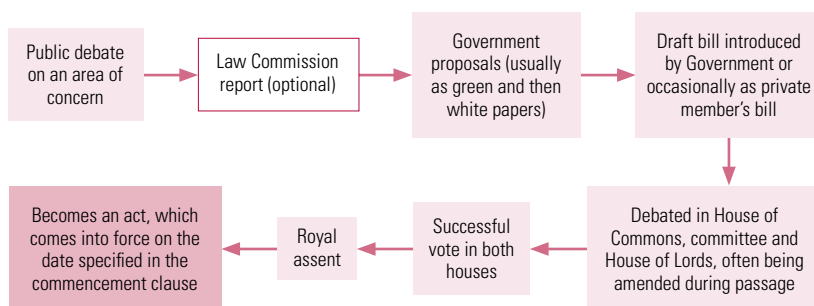 Public debate
on an area of
concern
Law Commission
report (optional)
Government
proposals (usually
as green and then
white papers)
Draft bill introduced
by Government or
occasionally as private
member's bill
Debated in House of
Commons, committee and
House of Lords, often being
amended during passage
Successful
vote in both
houses
Royal
assent
Becomes an act, which
comes into force on the
date specified in the
commencement clause